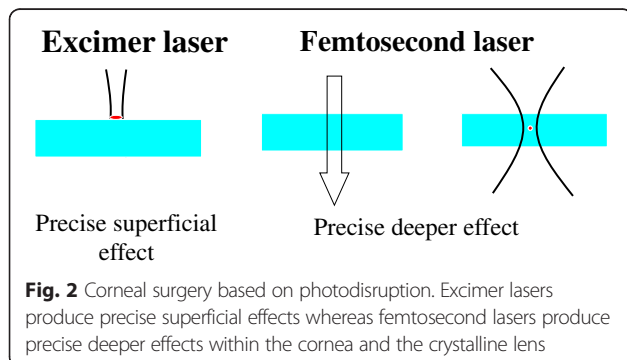 Excimer laser
Femtosecond laser
Precise superficial
effect
Precise deeper effect
Fig. 2 Corneal surgery based on photodisruption. Excimer lasers
produce precise superficial effects whereas femtosecond lasers produce
precise deeper effects within the cornea and the crystalline lens